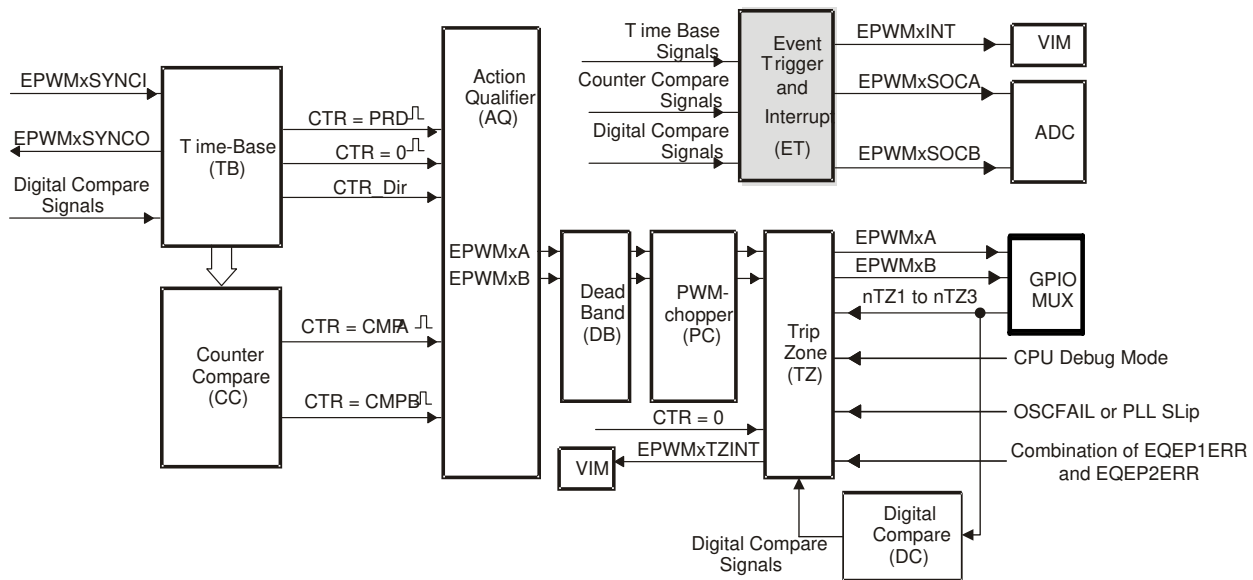 EPWMxSYNCI
EPWMxSYNCO
Digital Compare
Signals
Time-Base
(TB)
CTR = PRD
CTR = 0
CTR_Dir
Counter
Compare
(CC)
CTR = CMPA
CTR = CMPB
Action
Qualifier
(AQ)
EPWMxA
EPWMxB
Time Base
Signals
Counter Compare
Signals
Digital Compare
Signals
Event
Trigger
and
Interrupt
(ET)
EPWMxINT
EPWMxSOCA
EPWMxSOCB
VIM
ADC
Dead
Band
(DB)
PWM-
chopper
(PC)
Trip
Zone
(TZ)
EPWMxA
EPWMxB
nTZ1 to nTZ3
GPIO
MUX
CPU Debug Mode
OSCFAIL or PLL SLip
Combination of EQEP1ERR
and EQEP2ERR
CTR = 0
EPWMxTZINT
VIM
Digital Compare
Signals
Digital
Compare
(DC)